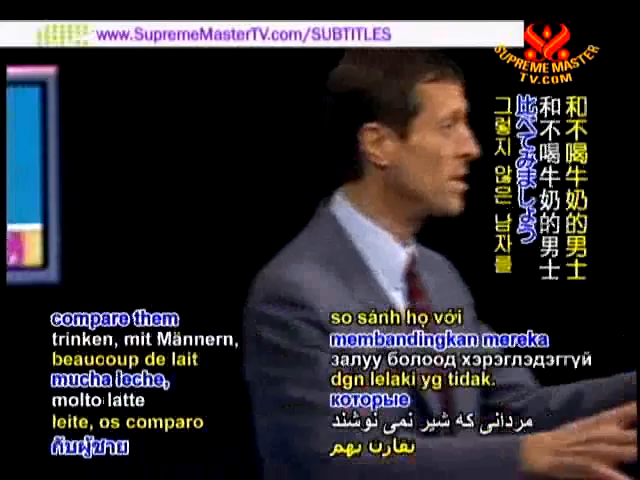 www.SupremeMasterTV.com/SUBTITLES
SUPREME MASTER
TV.COM
和不喝牛奶的男士
和不喝牛奶的男士
比べてみましょう
그렇지 않은 남자를
compare them
trinken, mit Männern,
beaucoup de lait
mucha leche,
molto latte
leite, os comparo
กับผู้ชาย
so sánh họ với
membandingkan mereka
залуу болоод хэрэглэдэггүй
dgn lelaki yg tidak.
которые
مردانی که شیر نمی نوشند
نقارن بهم